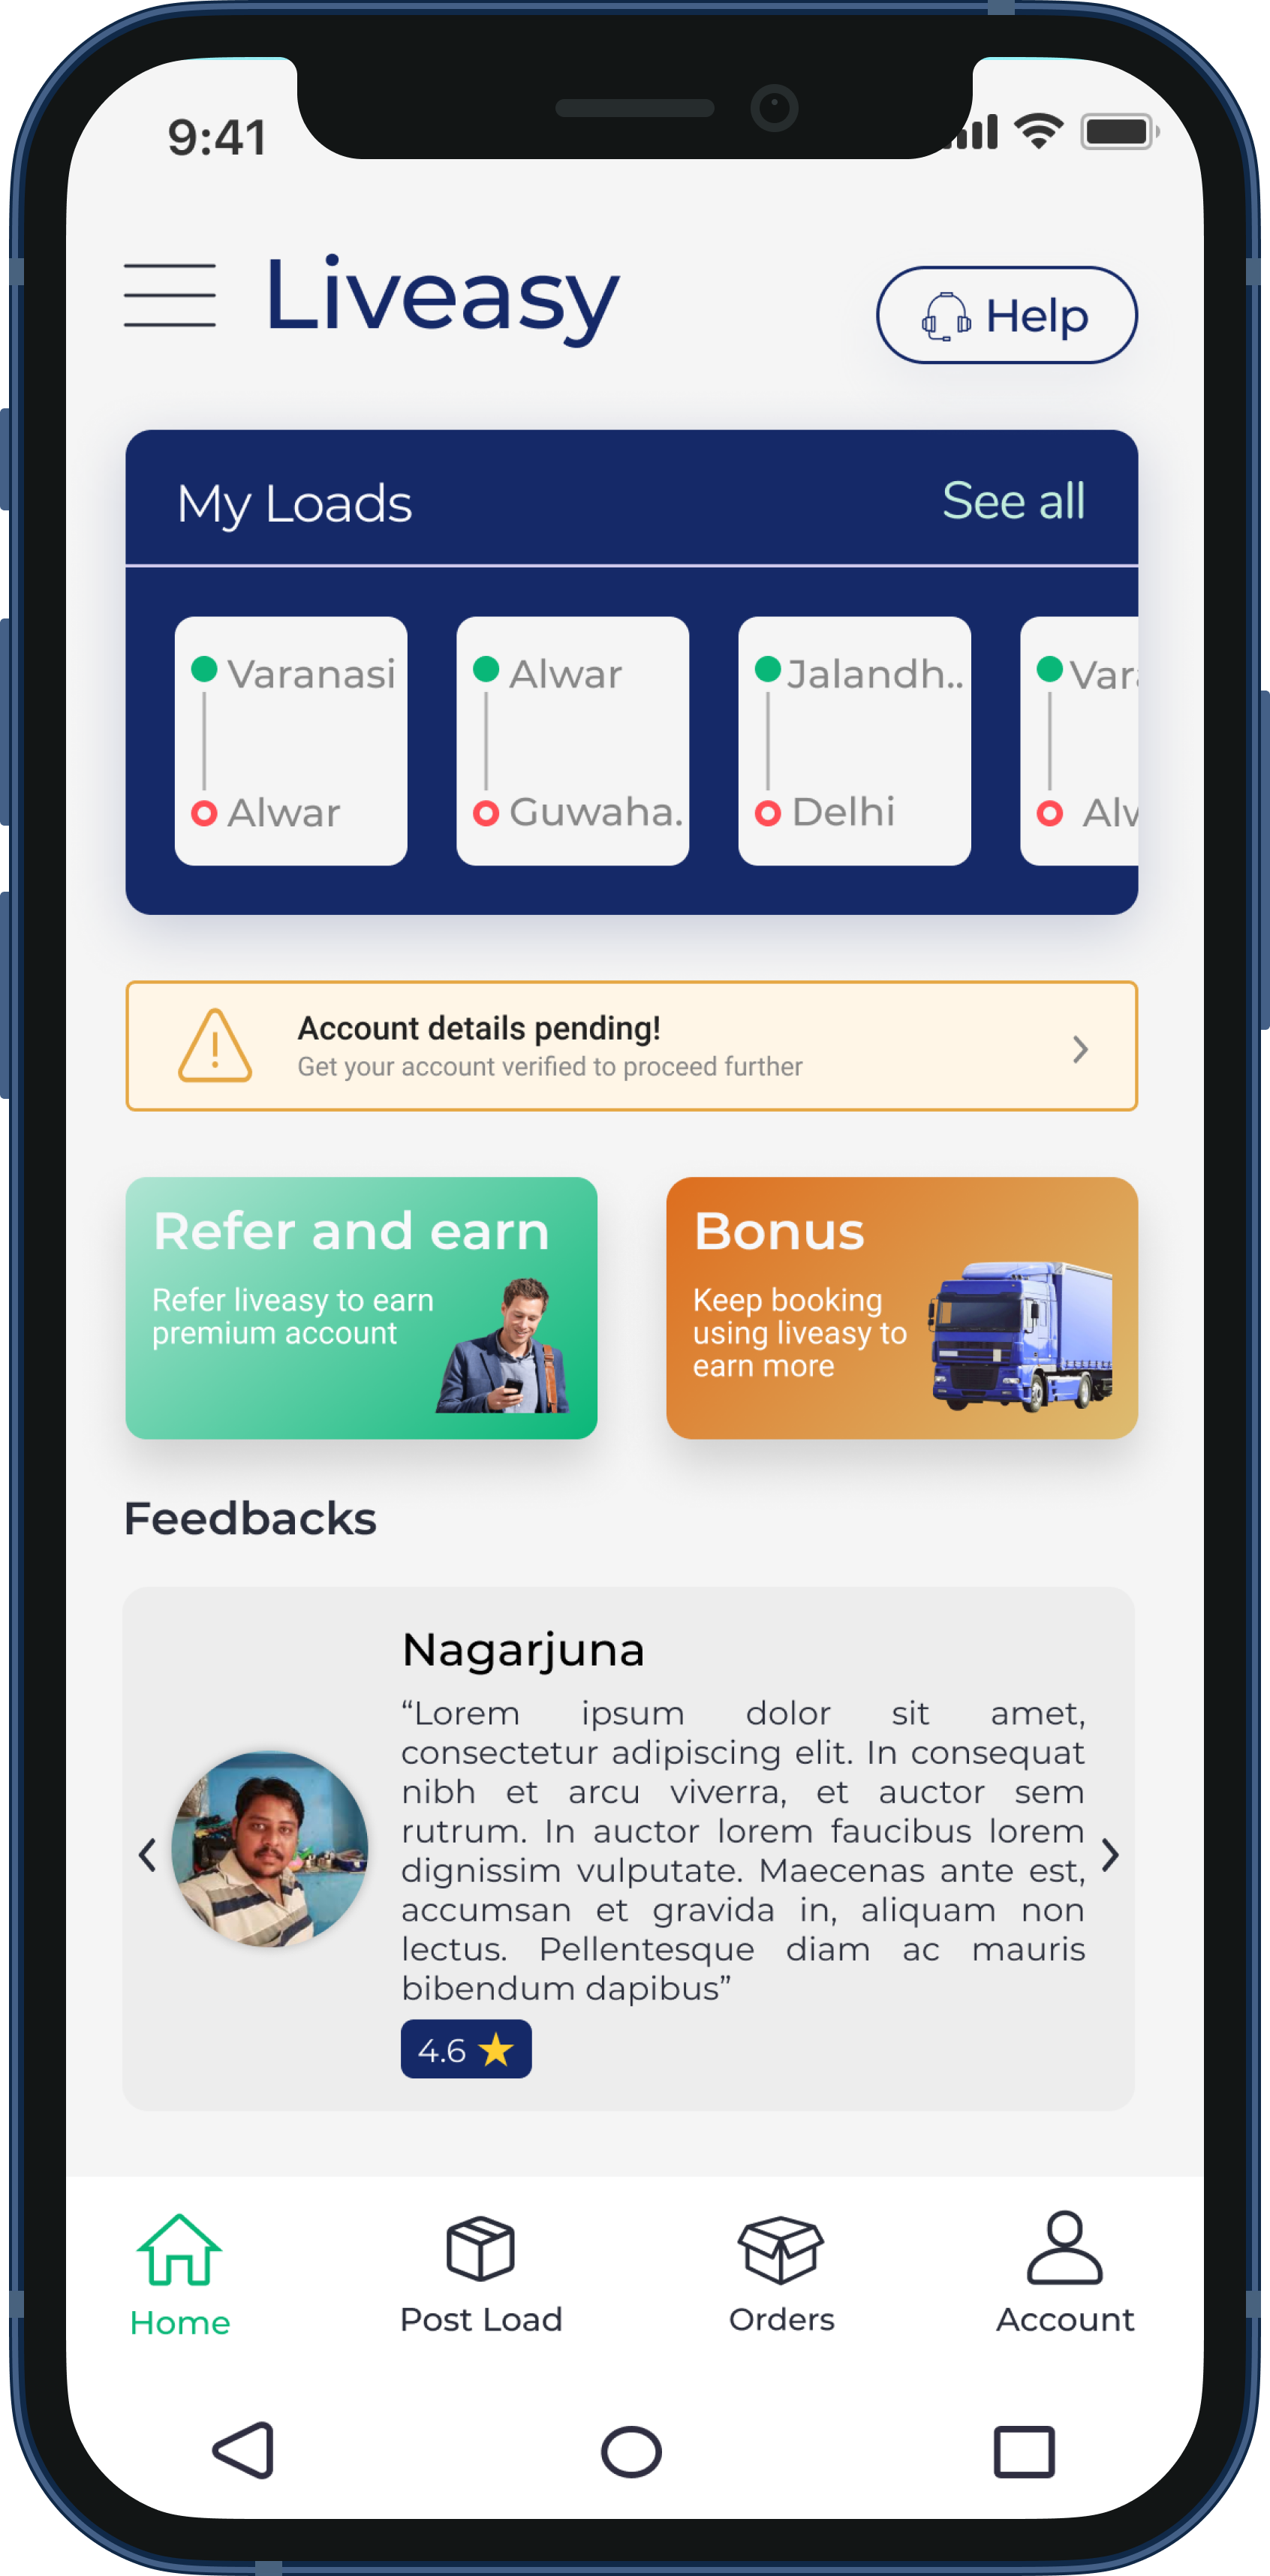 9:41
Liveasy
Help
My Loads
See all
Varanasi
Alwar
Alwar
Guwaha.
Jalandh..
Delhi
Account details pending!
Get your account verified to proceed further
Refer and earn
Refer liveasy to earn
premium account
Bonus
Keep booking
using liveasy to
earn more
Feedbacks
Nagarjuna
“Lorem ipsum dolor sit amet,
consectetur adipiscing elit. In consequat
nibh et arcu viverra, et auctor sem
rutrum. In auctor lorem faucibus lorem
dignissim vulputate. Maecenas ante est,
accumsan et gravida in, aliquam non
lectus. Pellentesque diam ac mauris
bibendum dapibus”
4.6
Home
Post Load
Orders
Account